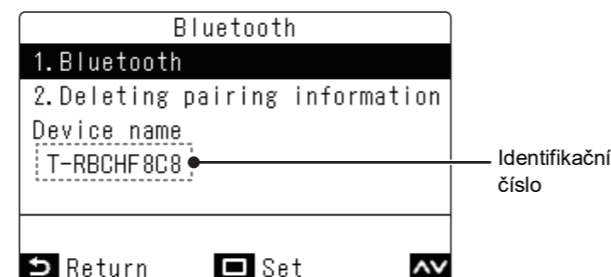 Bluetooth
1.Bluetooth
2.Deleting pairing information
Device name
T-RBCHF8C8
Identifikační
číslo
Return Set